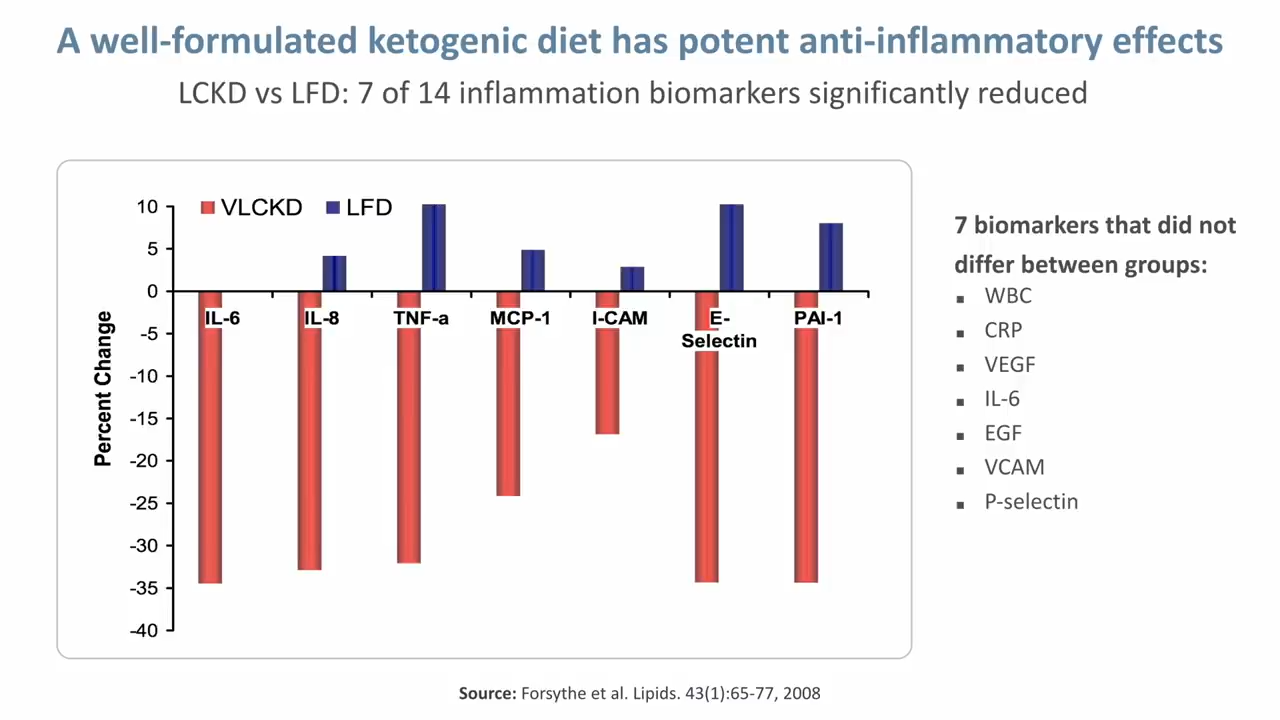 A well-formulated ketogenic diet has potent anti-inflammatory effects
LCKD vs LFD: 7 of 14 inflammation biomarkers significantly reduced
VLCKD LFD
10
5
0
-5
-10
-15
-20
-25
-30
-35
-40
Percent Change
IL-6 IL-8 TNF-a MCP-1 I-CAM E- PAI-1
Selectin
7 biomarkers that did not
differ between groups:
▪ WBC
▪ CRP
▪ VEGF
▪ IL-6
▪ EGF
▪ VCAM
▪ P-selectin
Source: Forsythe et al. Lipids. 43(1):65-77, 2008